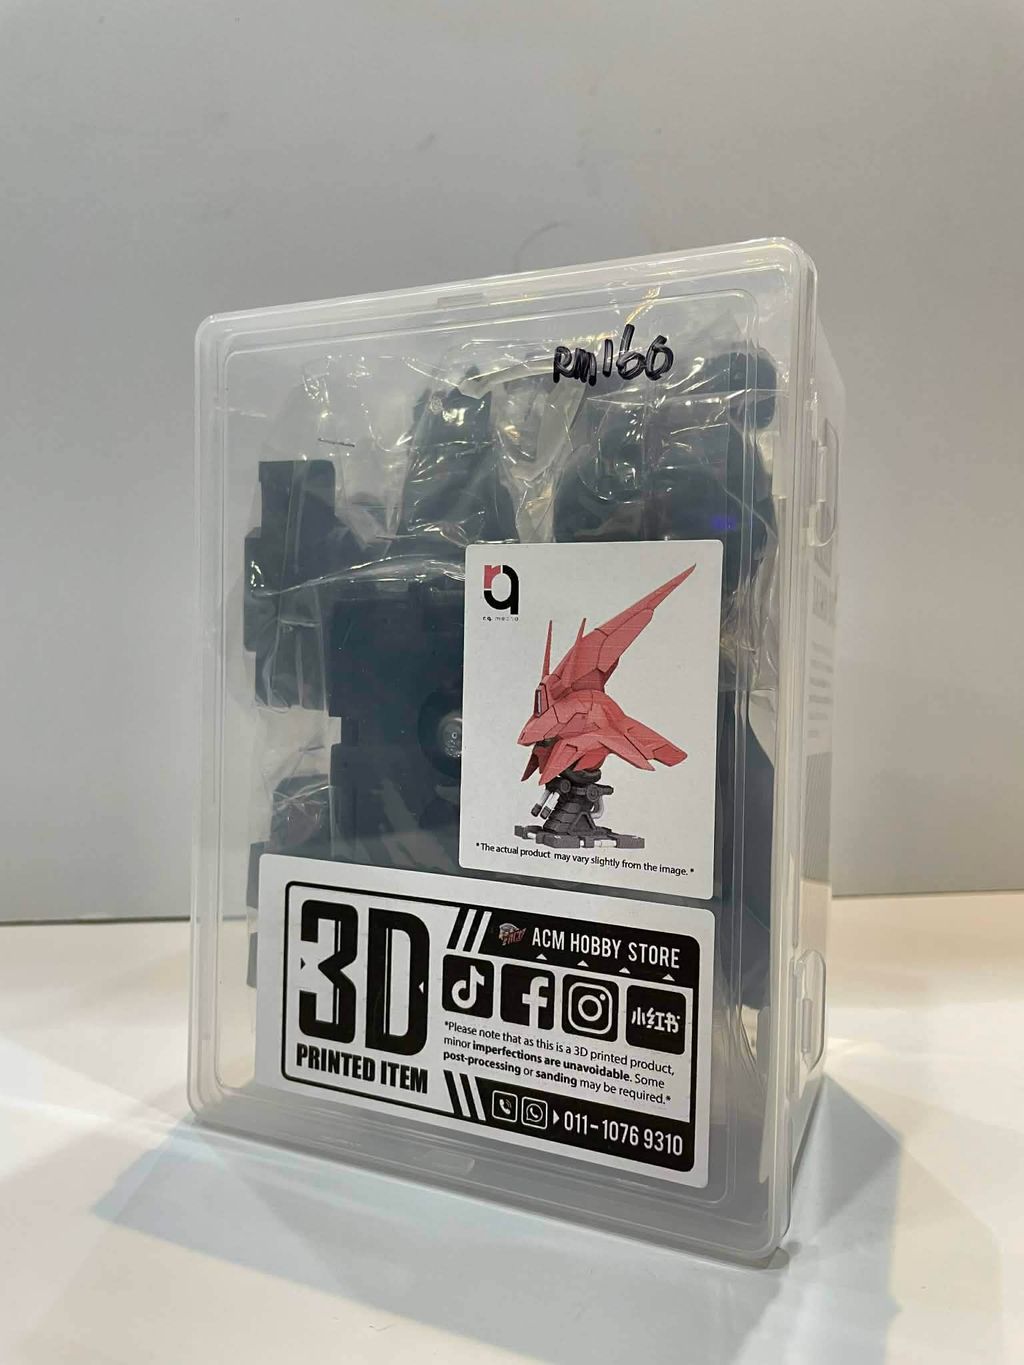 RM160
ra
r.a. mecha
*The actual product may vary slightly from the image.*
3D
PRINTED ITEM
ACM HOBBY STORE
小红书
*Please note that as this is a 3D printed product,
minor imperfections are unavoidable. Some
post-processing or sanding may be required.*
011-1076 9310